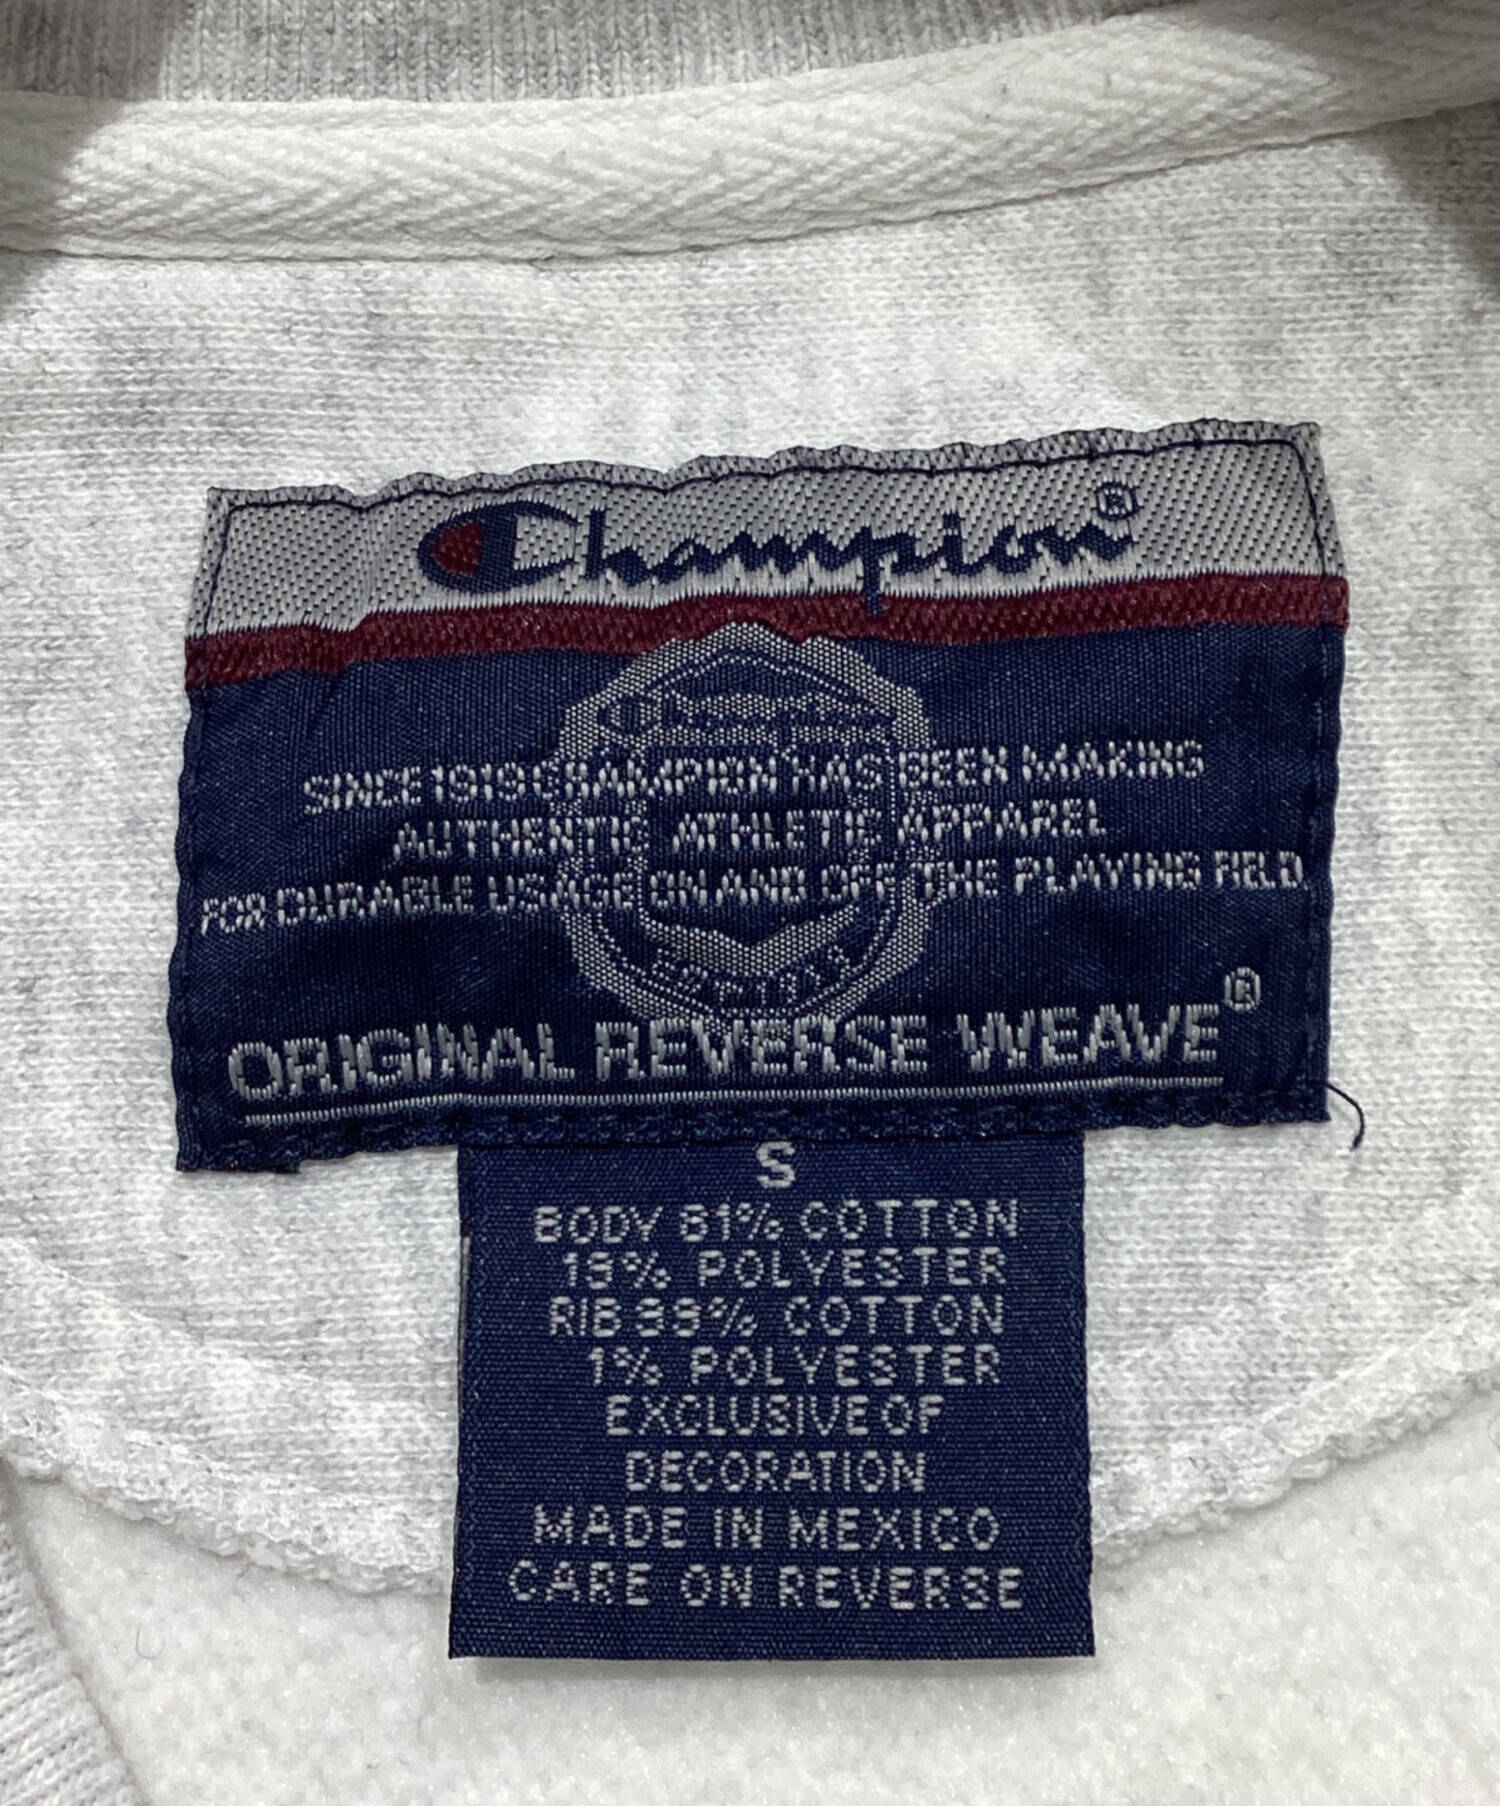 Champion®
Champion
SINCE 1919 CHAMPION HAS BEEN MAKING
AUTHENTIC ATHLETIC APPAREL
FOR DURABLE USAGE ON AND OFF THE PLAYING FIELD.
ORIGINAL REVERSE WEAVE®
S
BODY 81% COTTON
19% POLYESTER
RIB 99% COTTON
1% POLYESTER
EXCLUSIVE OF
DECORATION
MADE IN MEXICO
CARE ON REVERSE